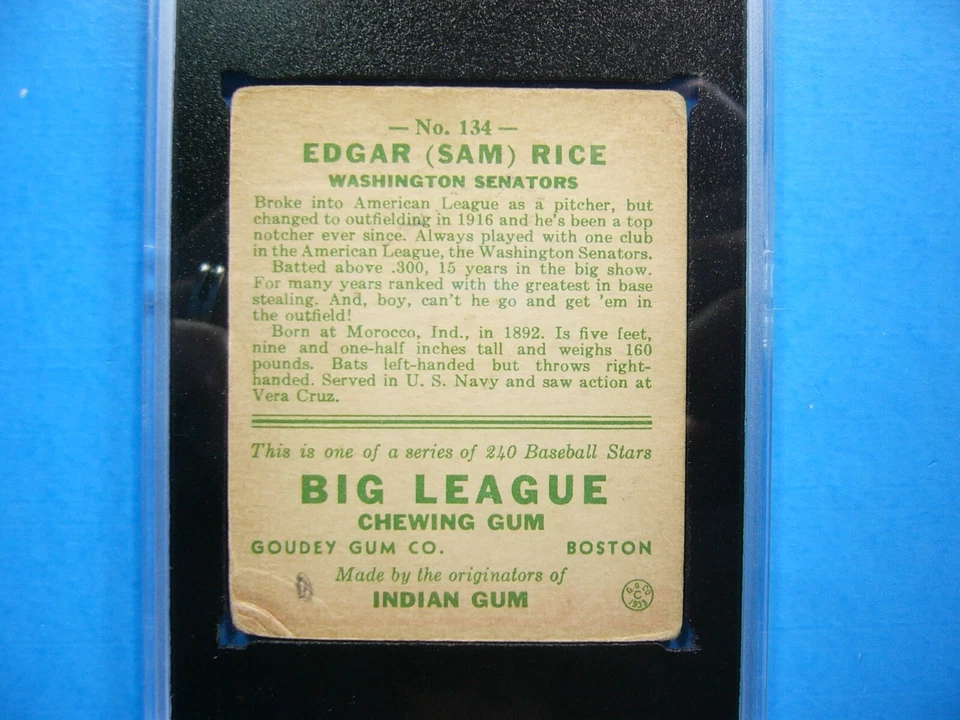 — No. 134 —
EDGAR (SAM) RICE
WASHINGTON SENATORS
Broke into American League as a pitcher, but
changed to outfielding in 1916 and he's been a top
notcher ever since. Always played with one club
in the American League, the Washington Senators.
Batted above .300, 15 years in the big show.
For many years ranked with the greatest in base
stealing. And, boy, can't he go and get 'em in
the outfield!
Born at Morocco, Ind., in 1892. Is five feet,
nine and one-half inches tall and weighs 160
pounds. Bats left-handed but throws right-
handed. Served in U. S. Navy and saw action at
Vera Cruz.
This is one of a series of 240 Baseball Stars
BIG LEAGUE
CHEWING GUM
GOUDEY GUM CO. BOSTON
Made by the originators of
INDIAN GUM
G. G. CO.
C
1933